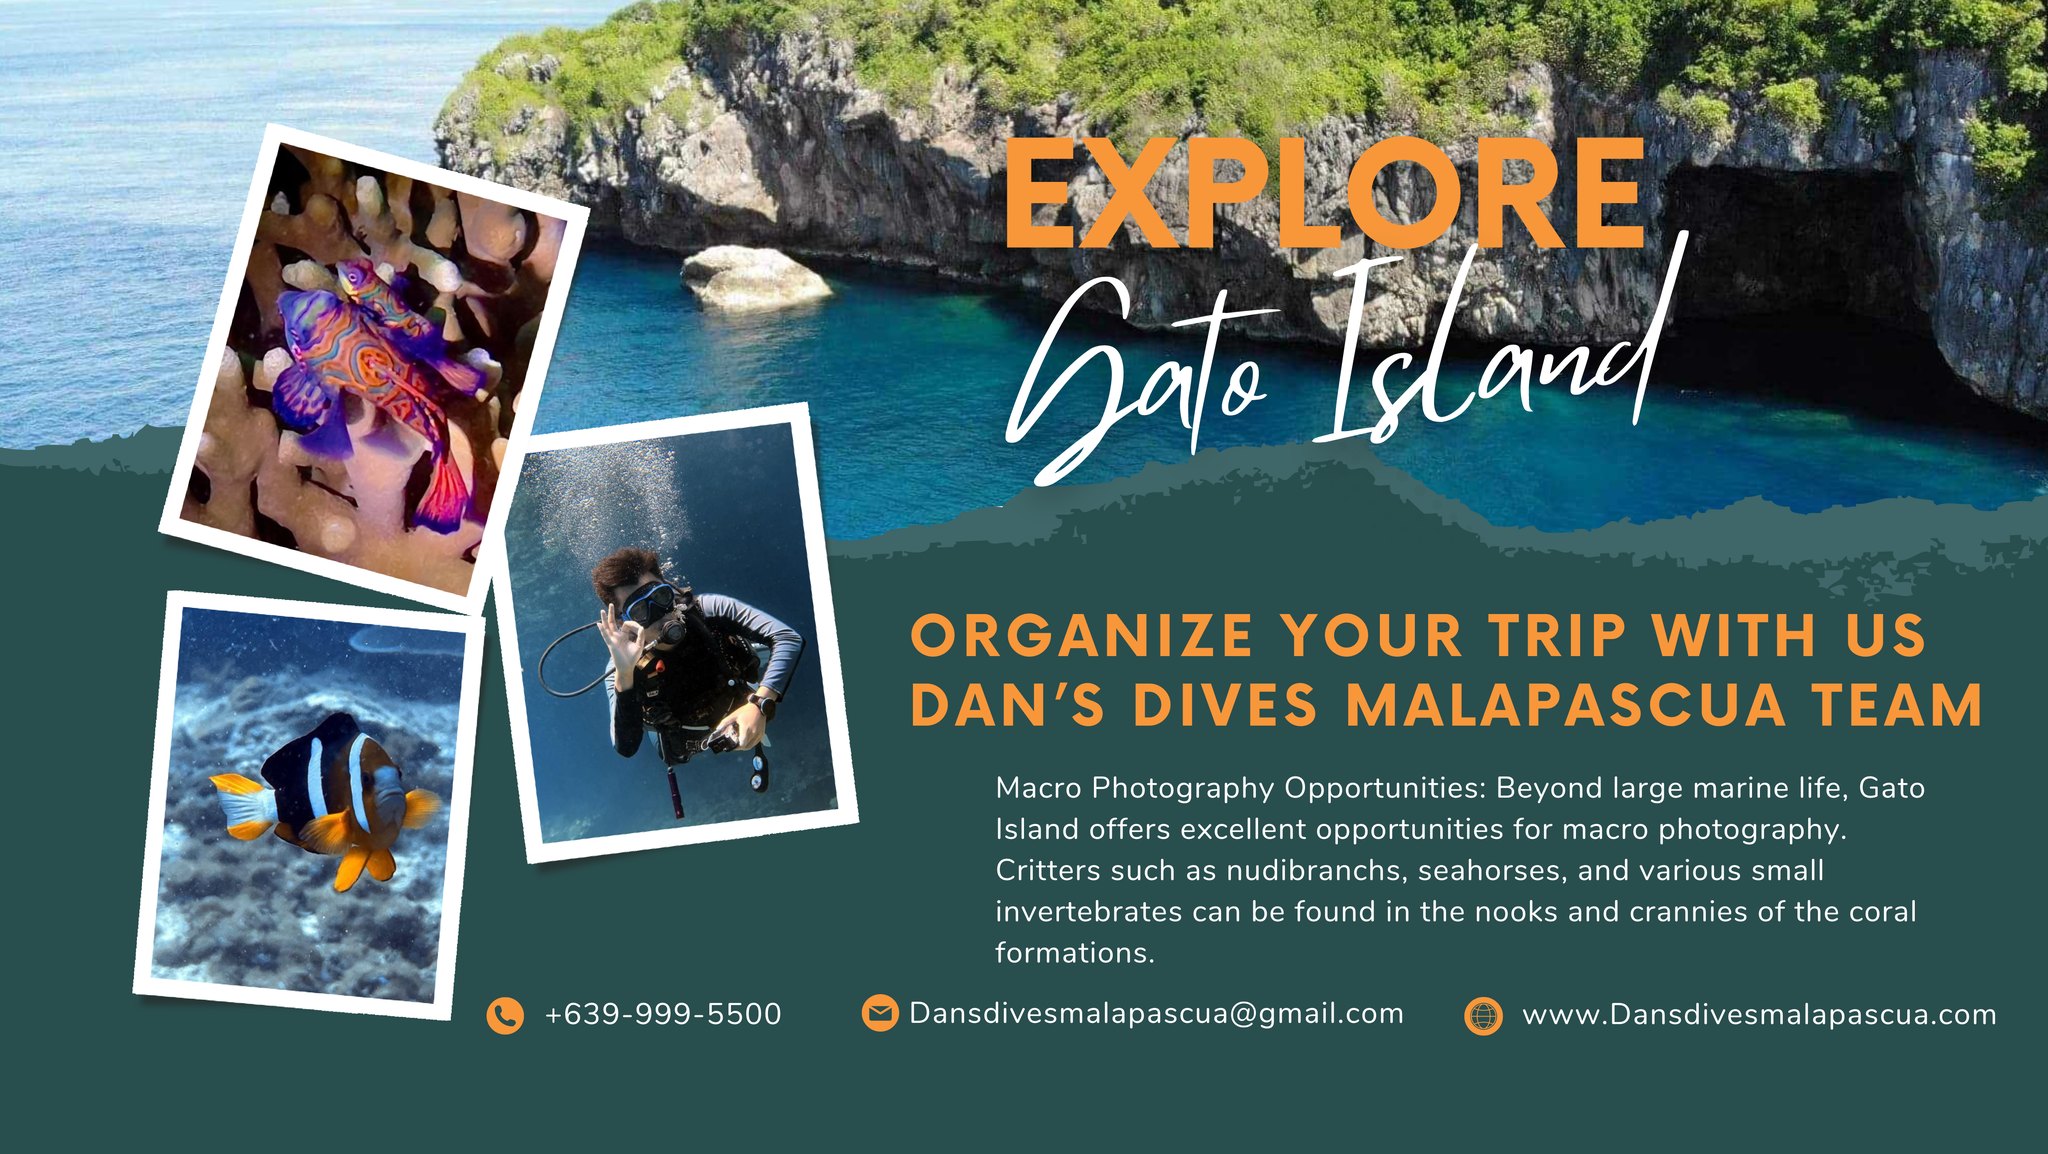 EXPLORE
Gato Island
ORGANIZE YOUR TRIP WITH US
DAN'S DIVES MALAPASCUA TEAM
Macro Photography Opportunities: Beyond large marine life, Gato
Island offers excellent opportunities for macro photography.
Critters such as nudibranchs, seahorses, and various small
invertebrates can be found in the nooks and crannies of the coral
formations.
+639-999-5500
Dansdivesmalapascua@gmail.com
www.Dansdivesmalapascua.com